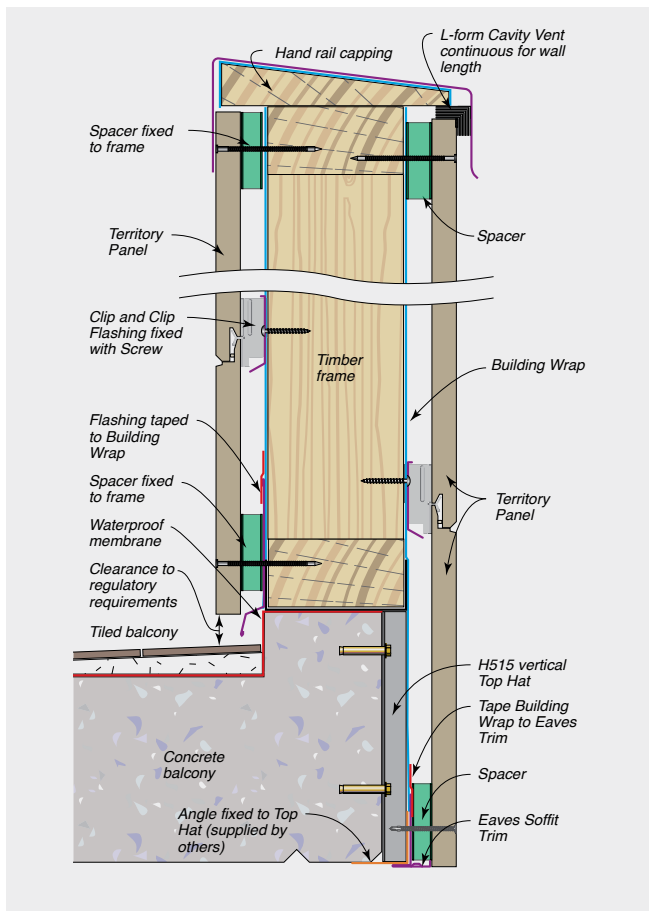 Hand rail capping
L-form Cavity Vent
continuous for wall
length
Spacer fixed
to frame
Territory
Panel
Spacer
Clip and Clip
Flashing fixed
with Screw
Timber
frame
Building Wrap
Flashing taped
to Building
Wrap
Spacer fixed
to frame
Waterproof
membrane
Clearance to
regulatory
requirements
Tiled balcony
Territory
Panel
H515 vertical
Top Hat
Tape Building
Wrap to Eaves
Trim
Concrete
balcony
Spacer
Angle fixed to Top
Hat (supplied by
others)
Eaves Soffit
Trim